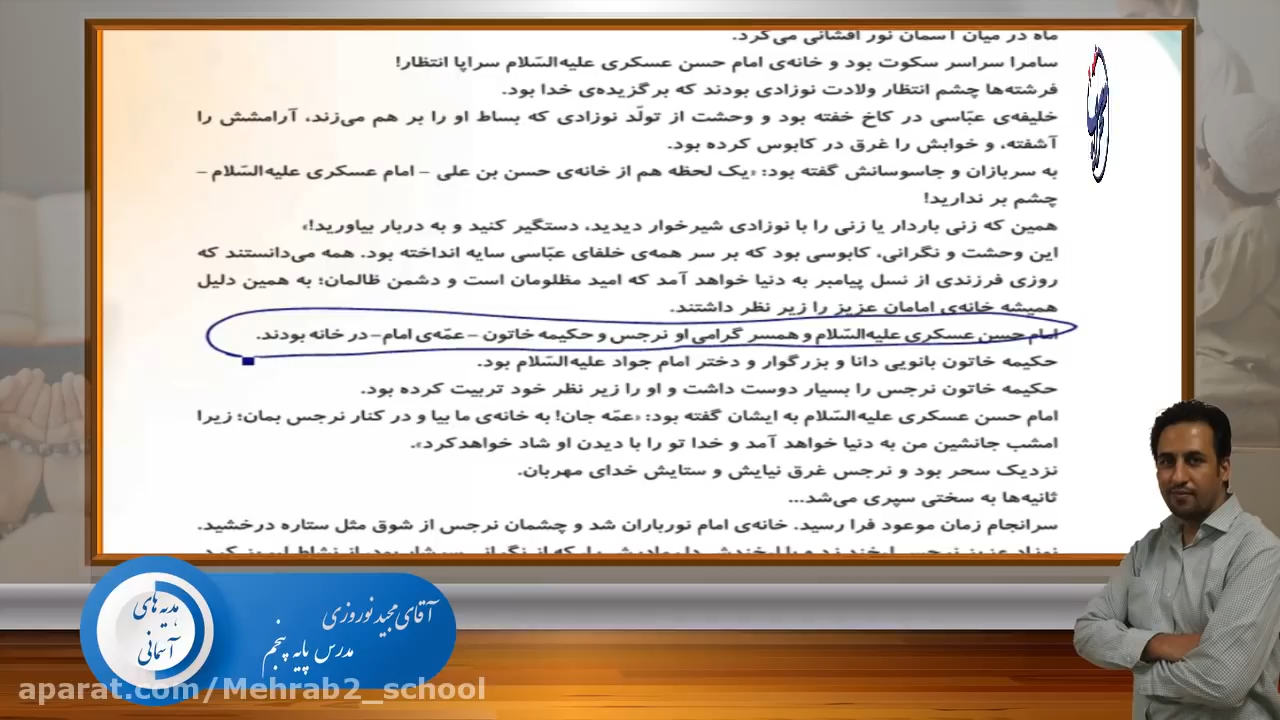 ماه در میان آسمان نور افشانی می‌کرد.
سامرا سراسر سکوت بود و خانه‌ی امام حسن عسکری علیه‌السّلام سراپا انتظار!
فرشته‌ها چشم انتظار ولادت نوزادی بودند که برگزیده‌ی خدا بود.
خلیفه‌ی عبّاسی در کاخ خفته بود و وحشت از تولّد نوزادی که بساط او را بر هم می‌زند، آرامشش را
آشفته، و خوابش را غرق در کابوس کرده بود.
به سربازان و جاسوسانش گفته بود: «یک لحظه هم از خانه‌ی حسن بن علی – امام عسکری علیه‌السّلام –
چشم بر ندارید!
همین که زنی باردار یا زنی را با نوزادی شیرخوار دیدید، دستگیر کنید و به دربار بیاورید!»
این وحشت و نگرانی، کابوسی بود که بر سر همه‌ی خلفای عبّاسی سایه انداخته بود. همه می‌دانستند که
روزی فرزندی از نسل پیامبر به دنیا خواهد آمد که امید مظلومان است و دشمن ظالمان؛ به همین دلیل
همیشه خانه‌ی امامان عزیز را زیر نظر داشتند.
امام حسن عسکری علیه‌السّلام و همسر گرامی او نرجس و حکیمه خاتون – عمّه‌ی امام– در خانه بودند.
حکیمه خاتون بانویی دانا و بزرگوار و دختر امام جواد علیه‌السّلام بود.
حکیمه خاتون نرجس را بسیار دوست داشت و او را زیر نظر خود تربیت کرده بود.
امام حسن عسکری علیه‌السّلام به ایشان گفته بود: «عمّه جان! به خانه‌ی ما بیا و در کنار نرجس بمان؛ زیرا
امشب جانشین من به دنیا خواهد آمد و خدا تو را با دیدن او شاد خواهدکرد».
نزدیک سحر بود و نرجس غرق نیایش و ستایش خدای مهربان.
ثانیه‌ها به سختی سپری می‌شد...
سرانجام زمان موعود فرا رسید. خانه‌ی امام نورباران شد و چشمان نرجس از شوق مثل ستاره درخشید.
هدیه های
آسمانی
آقای مجید نوروزی
مدرس پایه پنجم
aparat.com/Mehrab2_school